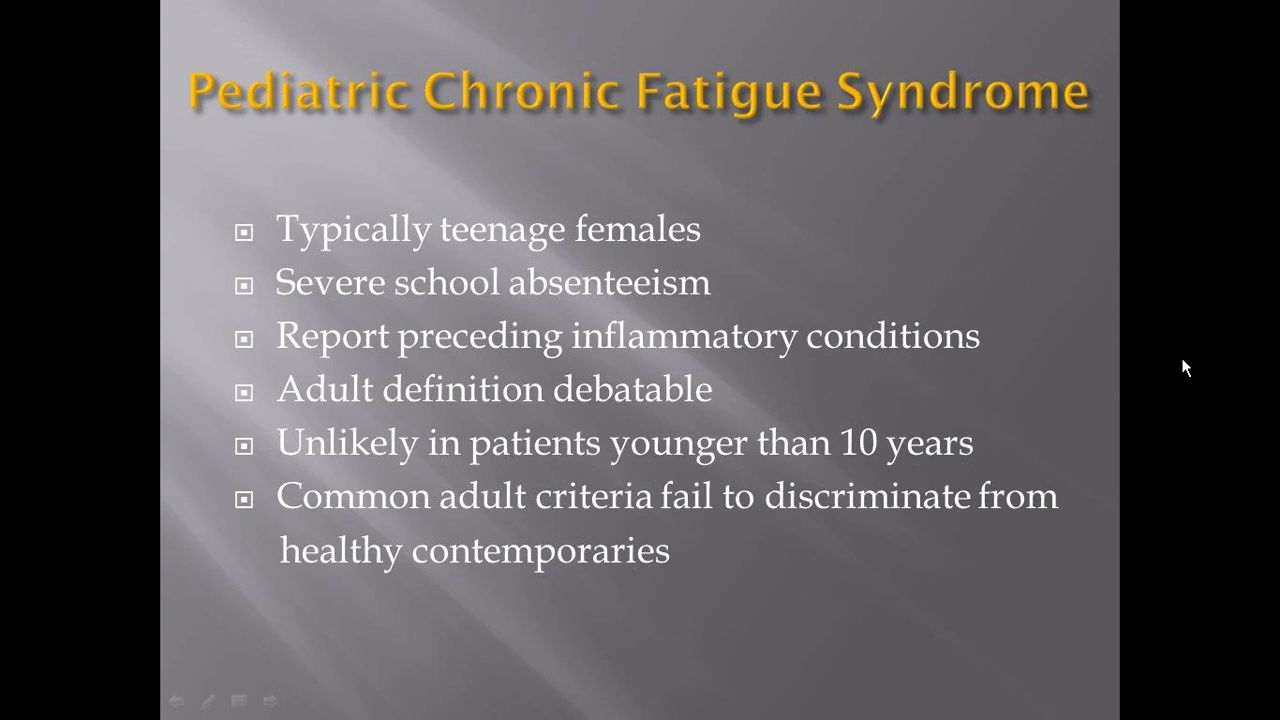 Pediatric Chronic Fatigue Syndrome
Typically teenage females
Severe school absenteeism
Report preceding inflammatory conditions
Adult definition debatable
Unlikely in patients younger than 10 years
Common adult criteria fail to discriminate from
healthy contemporaries